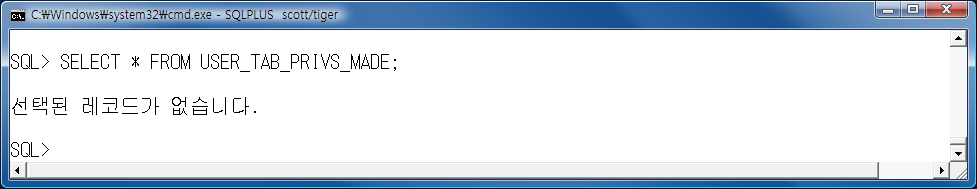 C:\Windows\system32\cmd.exe - SQLPLUS  scott/tiger
SQL> SELECT * FROM USER_TAB_PRIVS_MADE;
선택된 레코드가 없습니다.
SQL>